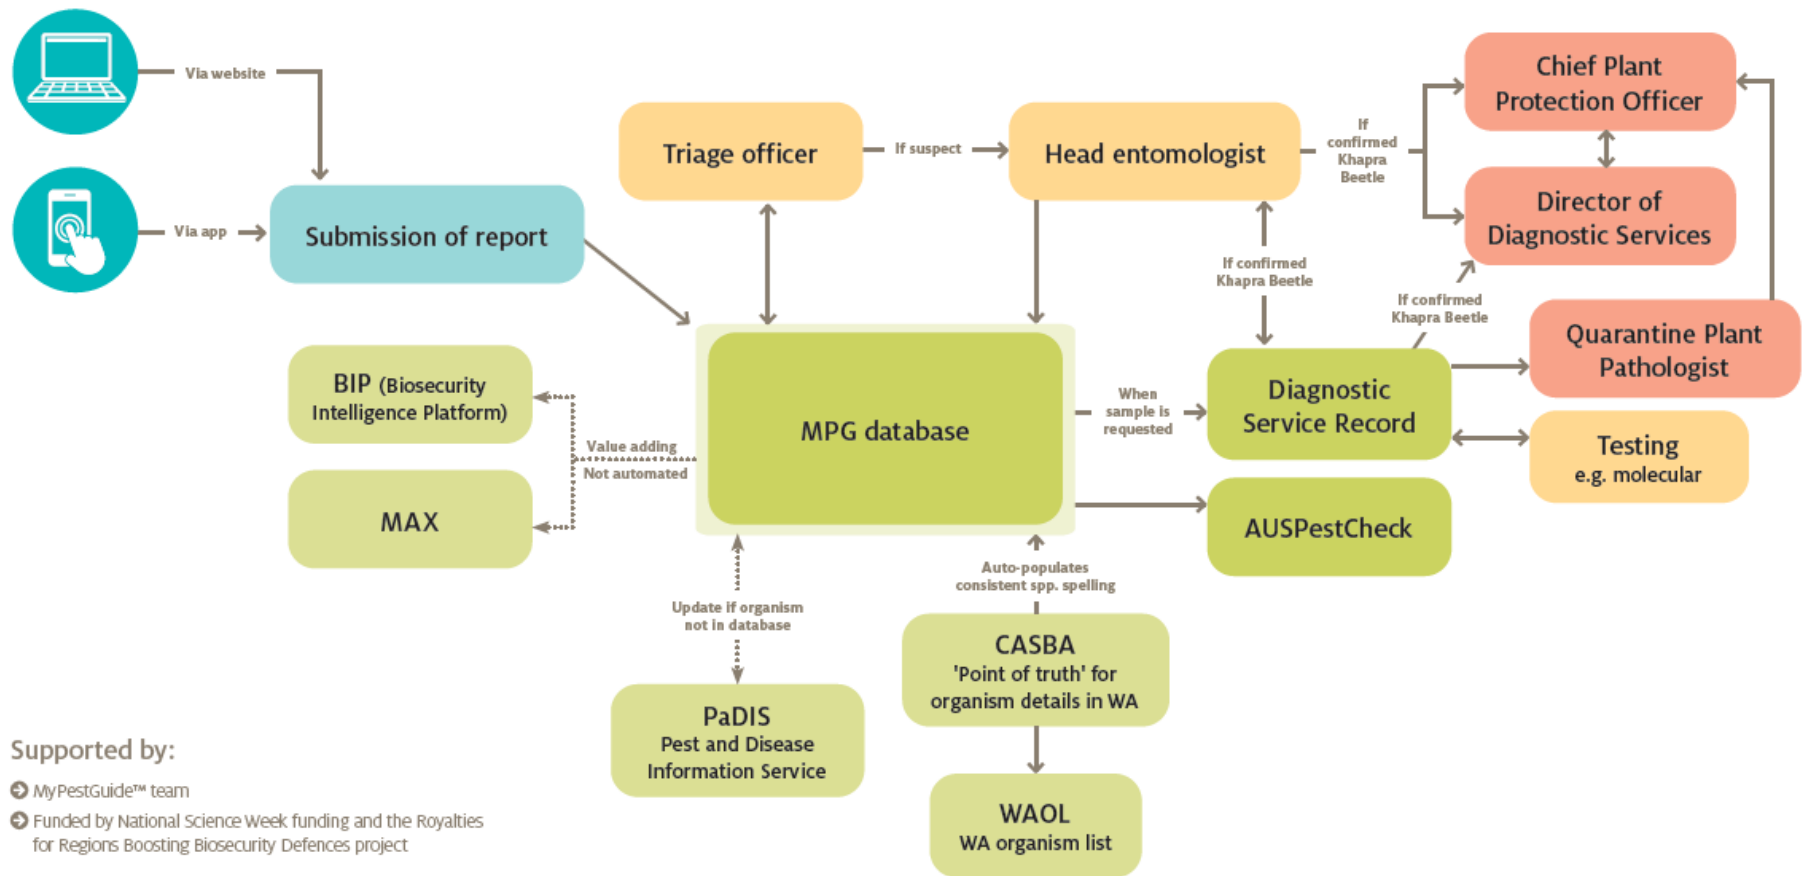 Via website
Via app
Submission of report
Triage officer
If suspect
Head entomologist
If
confirmed
Khapra
Beetle
Chief Plant
Protection Officer
Director of
Diagnostic Services
If confirmed
Khapra Beetle
If confirmed
Khapra Beetle
Quarantine Plant
Pathologist
BIP (Biosecurity
Intelligence Platform)
Value adding
Not automated
MAX
MPG database
When
sample is
requested
Diagnostic
Service Record
Testing
e.g. molecular
AUSPestCheck
Update if organism
not in database
Auto-populates
consistent spp. spelling
PaDIS
Pest and Disease
Information Service
CASBA
'Point of truth' for
organism details in WA
WAOL
WA organism list
Supported by:
MyPestGuide™ team
Funded by National Science Week funding and the Royalties
for Regions Boosting Biosecurity Defences project